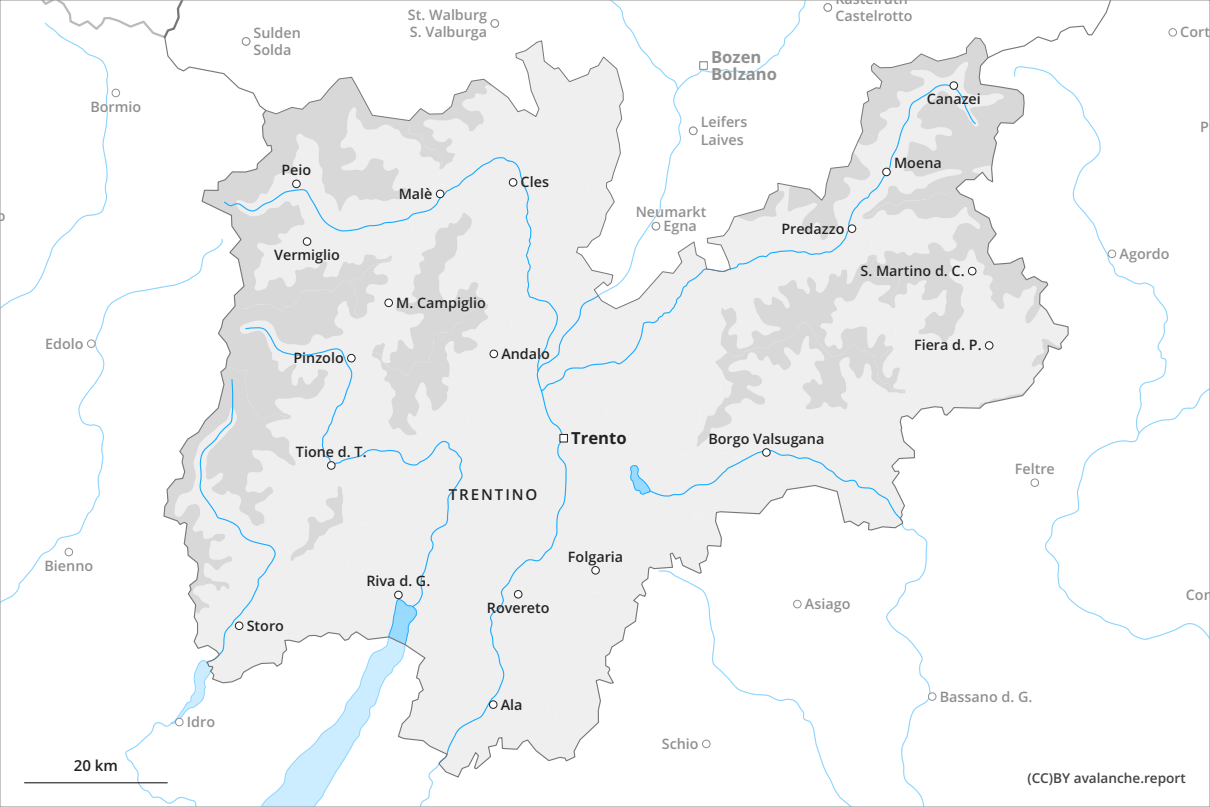 Kastelruth
Castelrotto
St. Walburg
S. Valburga
Sulden
Solda
Cort
Bozen
Bolzano
Bormio
Canazei
Leifers
Laives
P
Moena
Peio
Malè
Cles
Neumarkt
Egna
Predazzo
Vermiglio
Agordo
S. Martino d. C.
M. Campiglio
Edolo
Fiera d. P.
Andalo
Pinzolo
Trento
Borgo Valsugana
Tione d. T.
Feltre
TRENTINO
Bienno
Folgaria
Riva d. G.
Cor
Rovereto
Asiago
Storo
Bassano d. G.
Ala
Idro
Schio
20 km
(CC)BY avalanche.report